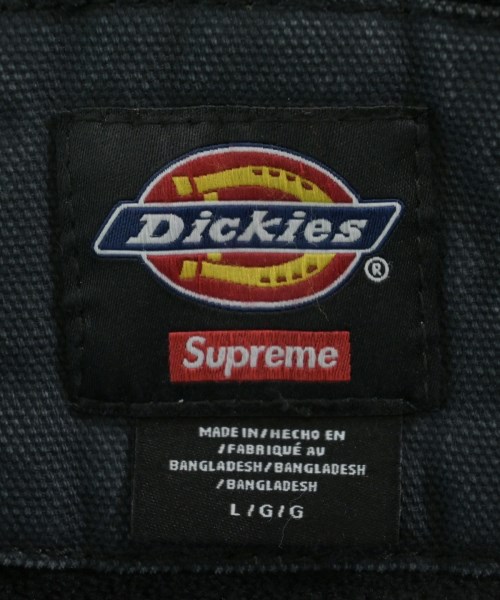 Dickies
®
Supreme
MADE IN/HECHO EN
/FABRIQUÉ AU
BANGLADESH/BANGLADESH
/BANGLADESH
L/G/G